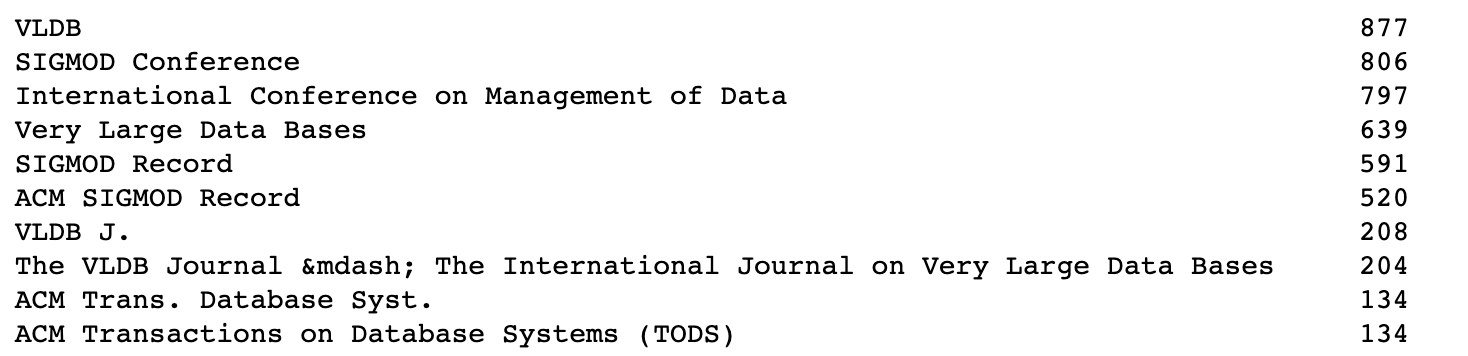 VLDB 877
SIGMOD Conference 806
International Conference on Management of Data 797
Very Large Data Bases 639
SIGMOD Record 591
ACM SIGMOD Record 520
VLDB J. 208
The VLDB Journal &mdash; The International Journal on Very Large Data Bases 204
ACM Trans. Database Syst. 134
ACM Transactions on Database Systems (TODS) 134